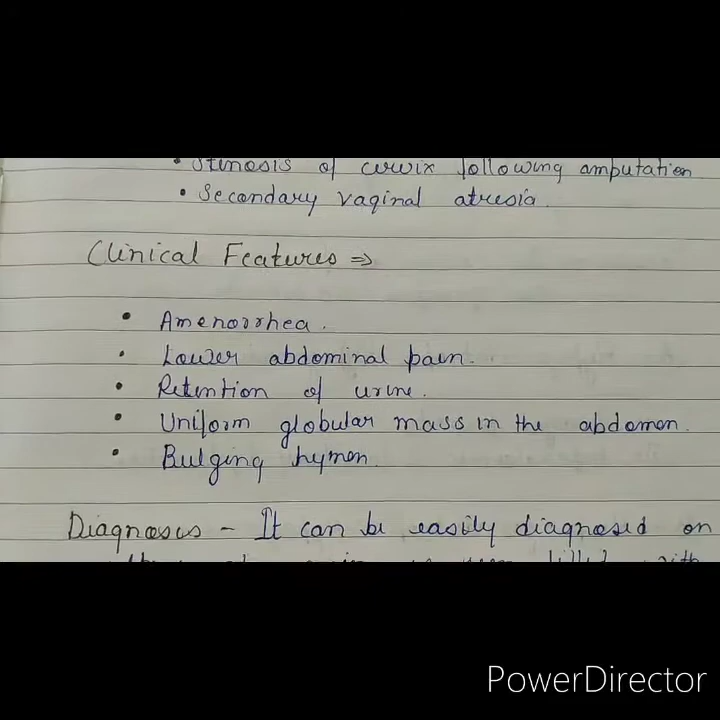 • Stenosis of cervix following amputation
• Secondary vaginal atresia.
Clinical Features ⇒
• Amenorrhea.
• Lower abdominal pain.
• Retention of urine.
• Uniform globular mass in the abdomen.
• Bulging hymen.
Diagnosis - It can be easily diagnosed on
with
PowerDirector